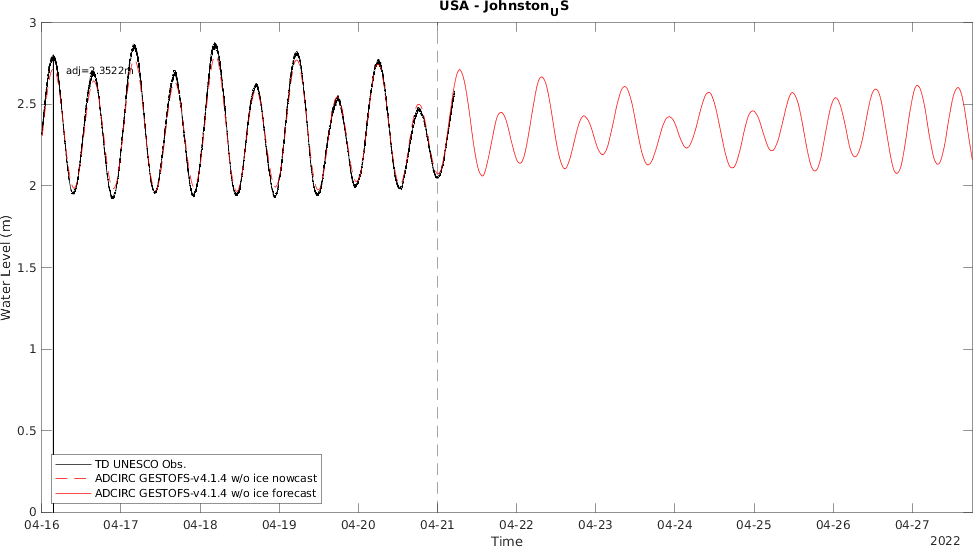 USA - Johnston_US
3
2.5
2
1.5
1
0.5
0
Water Level (m)
adj=2.3522m
TD UNESCO Obs.
ADCIRC GESTOFS-v4.1.4 w/o ice nowcast
ADCIRC GESTOFS-v4.1.4 w/o ice forecast
04-16 04-17 04-18 04-19 04-20 04-21 04-22 04-23 04-24 04-25 04-26 04-27
Time
2022